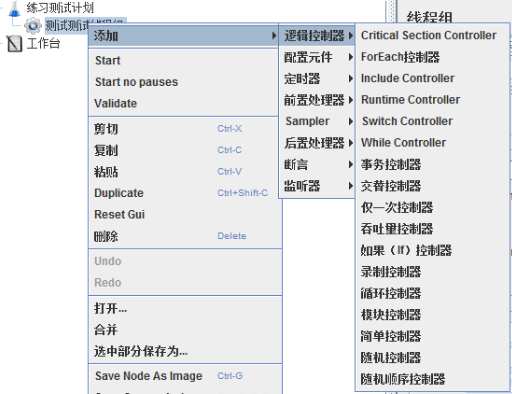 练习测试计划
线程组
工作台
添加
Start
Start no pauses
Validate
剪切 Ctrl-X
复制 Ctrl-C
粘贴 Ctrl-V
Duplicate Ctrl+Shift-C
Reset Gui
删除 Delete
Undo
Redo
打开...
合并
选中部分保存为...
Save Node As Image Ctrl-G
逻辑控制器
配置元件
定时器
前置处理器
Sampler
后置处理器
断言
监听器
Critical Section Controller
ForEach控制器
Include Controller
Runtime Controller
Switch Controller
While Controller
事务控制器
交替控制器
仅一次控制器
吞吐量控制器
如果（If）控制器
录制控制器
循环控制器
模块控制器
简单控制器
随机控制器
随机顺序控制器